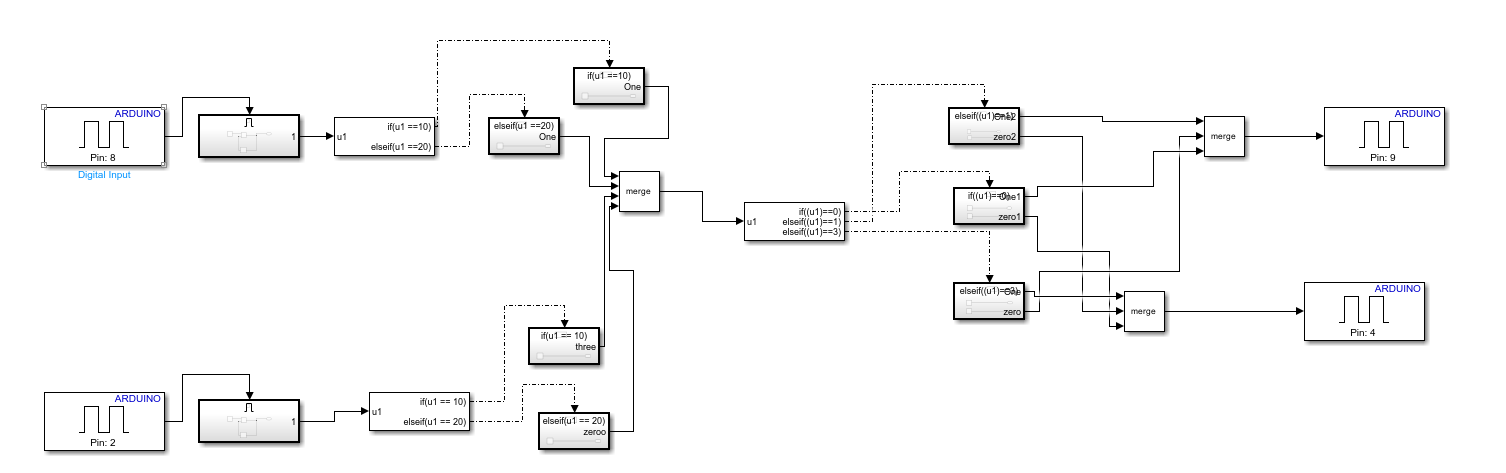 ARDUINO
Pin: 8
Digital Input
1
u1
if(u1 ==10)
elseif(u1 ==20)
elseif(u1 ==20)
One
if(u1 ==10)
One
merge
u1
if((u1)==0)
elseif((u1)==1)
elseif((u1)==3)
elseif((u1)==1)
One2
zero2
if((u1)==0)
One1
zero1
elseif((u1)==3)
One
zero
merge
ARDUINO
Pin: 9
merge
ARDUINO
Pin: 4
ARDUINO
Pin: 2
1
u1
if(u1 == 10)
elseif(u1 == 20)
if(u1 == 10)
three
elseif(u1 == 20)
zeroo